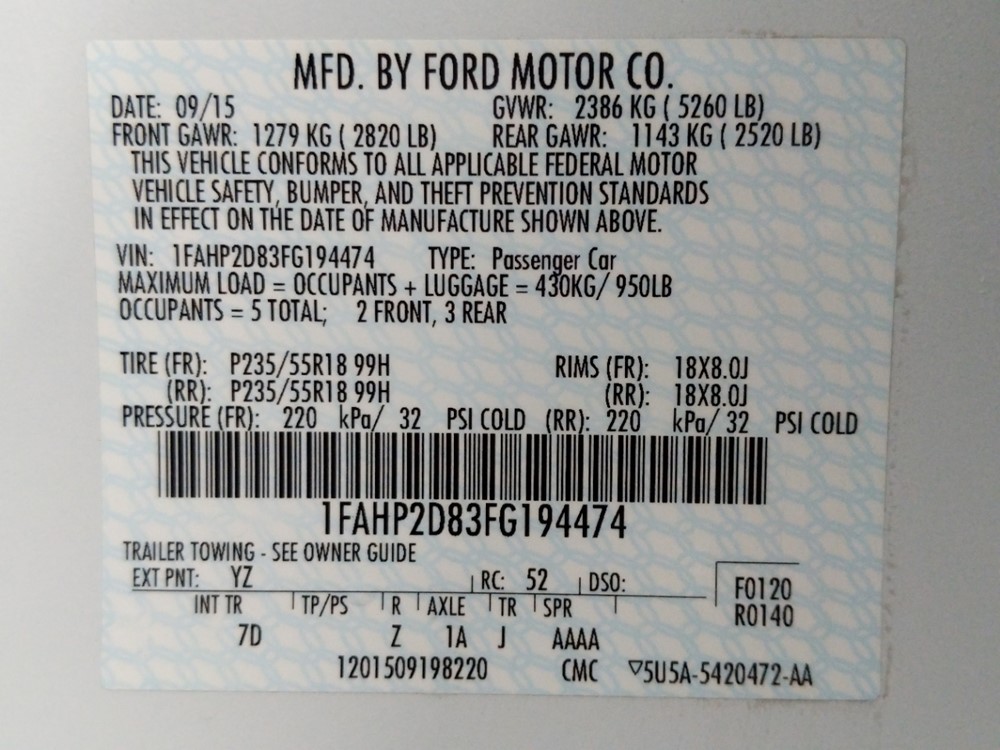 MFD. BY FORD MOTOR CO.
DATE: 09/15 GVWR: 2386 KG ( 5260 LB)
FRONT GAWR: 1279 KG ( 2820 LB) REAR GAWR: 1143 KG ( 2520 LB)
THIS VEHICLE CONFORMS TO ALL APPLICABLE FEDERAL MOTOR
VEHICLE SAFETY, BUMPER, AND THEFT PREVENTION STANDARDS
IN EFFECT ON THE DATE OF MANUFACTURE SHOWN ABOVE.
VIN: 1FAHP2D83FG194474 TYPE: Passenger Car
MAXIMUM LOAD = OCCUPANTS + LUGGAGE = 430KG/ 950LB
OCCUPANTS = 5 TOTAL; 2 FRONT, 3 REAR
TIRE (FR): P235/55R18 99H RIMS (FR): 18X8.0J
(RR): P235/55R18 99H (RR): 18X8.0J
PRESSURE (FR): 220 kPa/ 32 PSI COLD (RR): 220 kPa/ 32 PSI COLD
1FAHP2D83FG194474
TRAILER TOWING - SEE OWNER GUIDE
EXT PNT: YZ RC: 52 DSO: F0120
R0140
INT TR TP/PS R AXLE TR SPR
7D Z 1A J AAAA
1201509198220 CMC ▽5U5A-5420472-AA